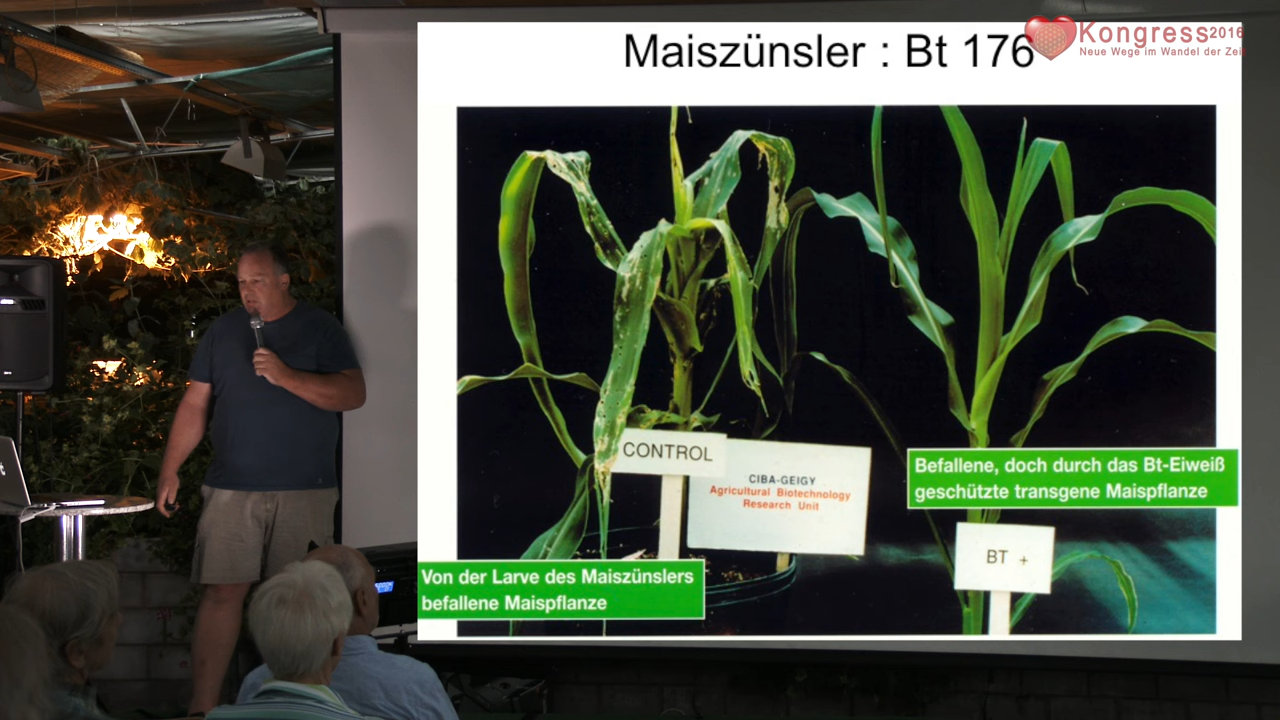 Maiszünsler : Bt 176
Kongress2016
Neue Wege im Wandel der Zeit
CONTROL
CIBA-GEIGY
Agricultural Biotechnology
Research Unit
Befallene, doch durch das Bt-Eiweiß
geschützte transgene Maispflanze
BT +
Von der Larve des Maiszünslers
befallene Maispflanze